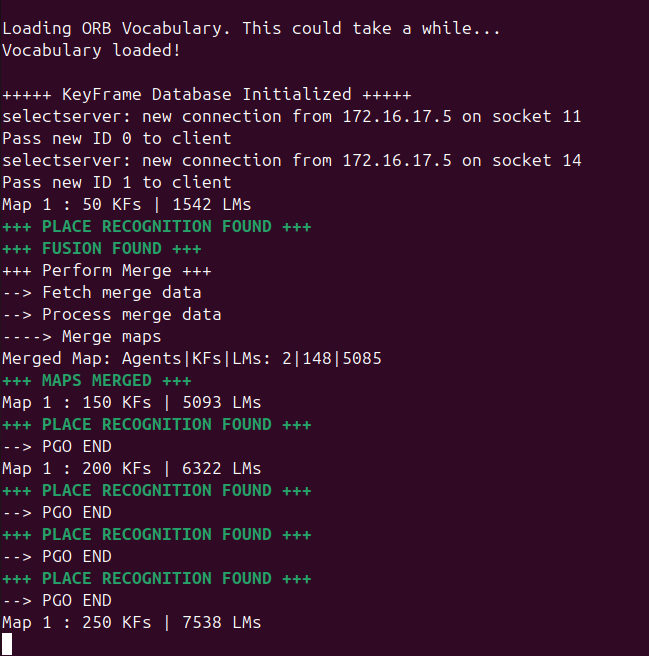 Loading ORB Vocabulary. This could take a while...
Vocabulary loaded!
+++++ KeyFrame Database Initialized +++++
selectserver: new connection from 172.16.17.5 on socket 11
Pass new ID 0 to client
selectserver: new connection from 172.16.17.5 on socket 14
Pass new ID 1 to client
Map 1 : 50 KFs | 1542 LMs
+++ PLACE RECOGNITION FOUND +++
+++ FUSION FOUND +++
+++ Perform Merge +++
--> Fetch merge data
--> Process merge data
----> Merge maps
Merged Map: Agents|KFs|LMs: 2|148|5085
+++ MAPS MERGED +++
Map 1 : 150 KFs | 5093 LMs
+++ PLACE RECOGNITION FOUND +++
--> PGO END
Map 1 : 200 KFs | 6322 LMs
+++ PLACE RECOGNITION FOUND +++
--> PGO END
+++ PLACE RECOGNITION FOUND +++
--> PGO END
+++ PLACE RECOGNITION FOUND +++
--> PGO END
Map 1 : 250 KFs | 7538 LMs